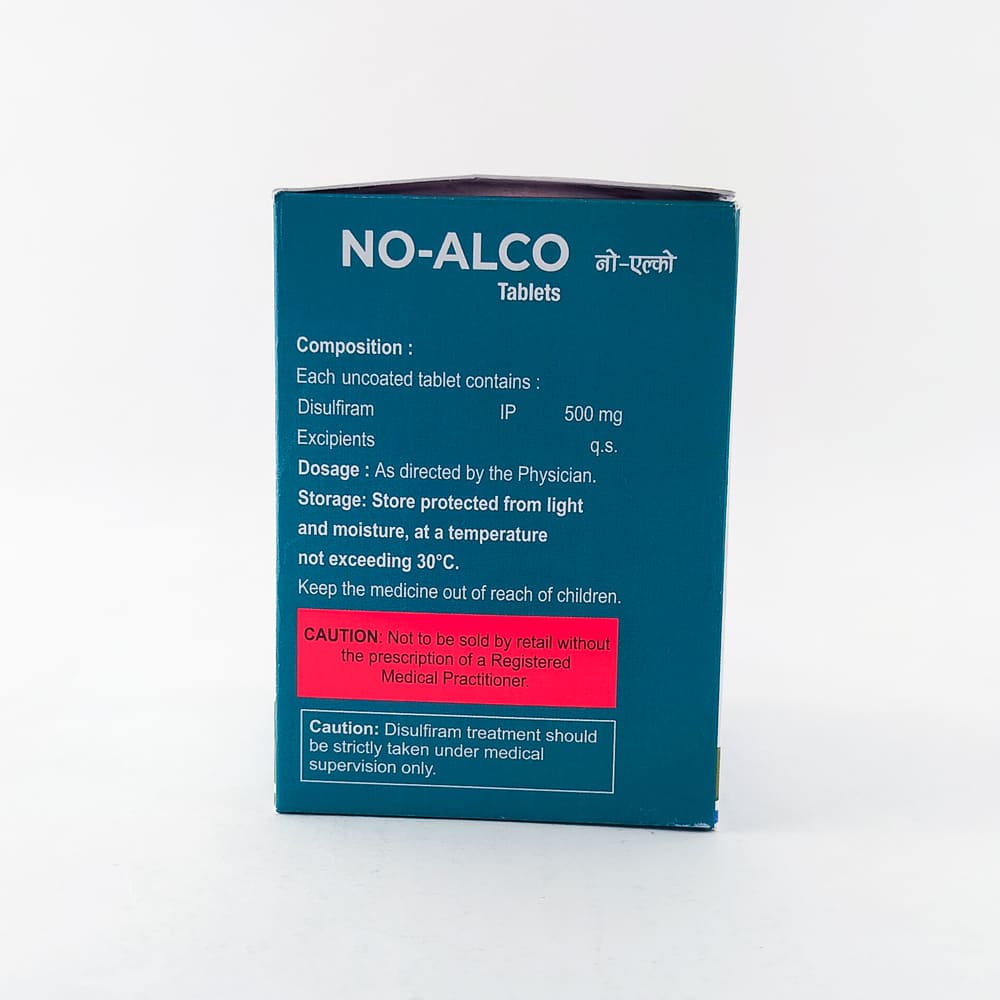 NO-ALCO नो-एल्को
Tablets
Composition :
Each uncoated tablet contains :
Disulfiram IP 500 mg
Excipients q.s.
Dosage : As directed by the Physician.
Storage: Store protected from light
and moisture, at a temperature
not exceeding 30°C.
Keep the medicine out of reach of children.
CAUTION: Not to be sold by retail without
the prescription of a Registered
Medical Practitioner.
Caution: Disulfiram treatment should
be strictly taken under medical
supervision only.